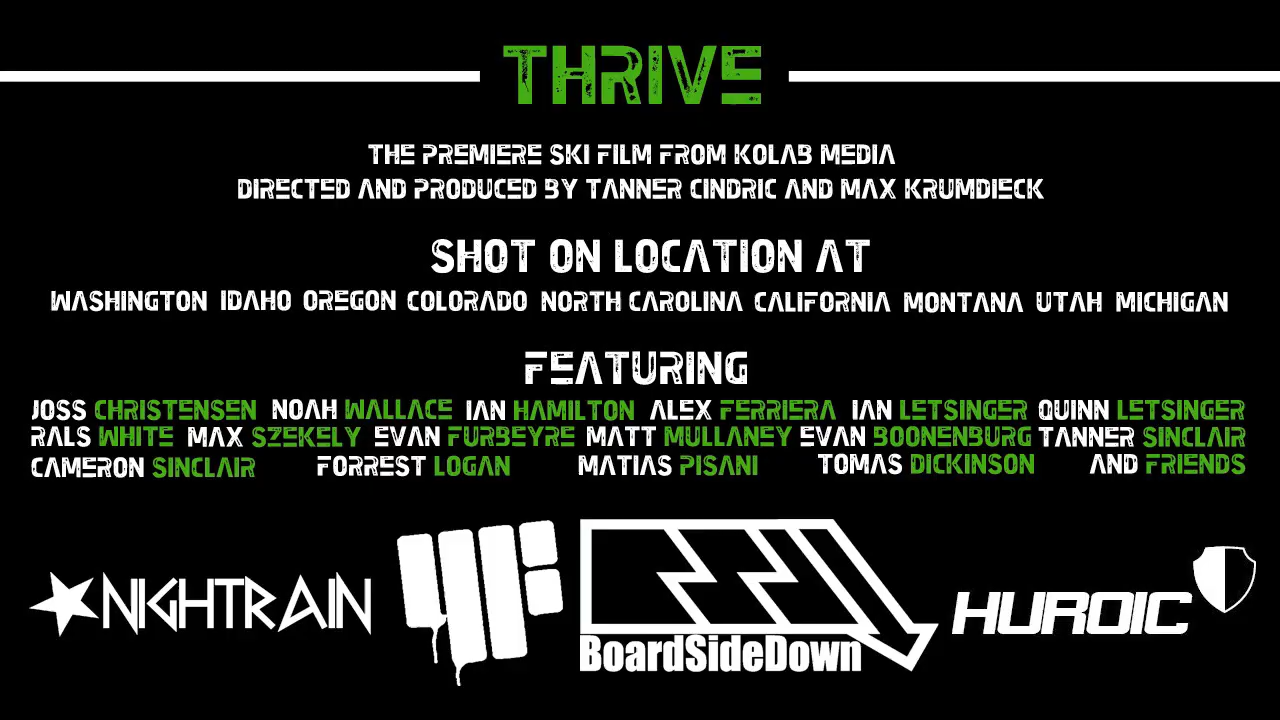 THRIVE
THE PREMIERE SKI FILM FROM KOLAB MEDIA
DIRECTED AND PRODUCED BY TANNER CINDRIC AND MAX KRUMDIECK
SHOT ON LOCATION AT
WASHINGTON IDAHO OREGON COLORADO NORTH CAROLINA CALIFORNIA MONTANA UTAH MICHIGAN
FEATURING
JOSS CHRISTENSEN NOAH WALLACE IAN HAMILTON ALEX FERRIERA IAN LETSINGER QUINN LETSINGER
RALS WHITE MAX SZEKELY EVAN FURBEYRE MATT MULLANEY EVAN BOONENBURG TANNER SINCLAIR
CAMERON SINCLAIR FORREST LOGAN MATIAS PISANI TOMAS DICKINSON AND FRIENDS
NIGHTRAIN
BoardSideDown
HUROIC